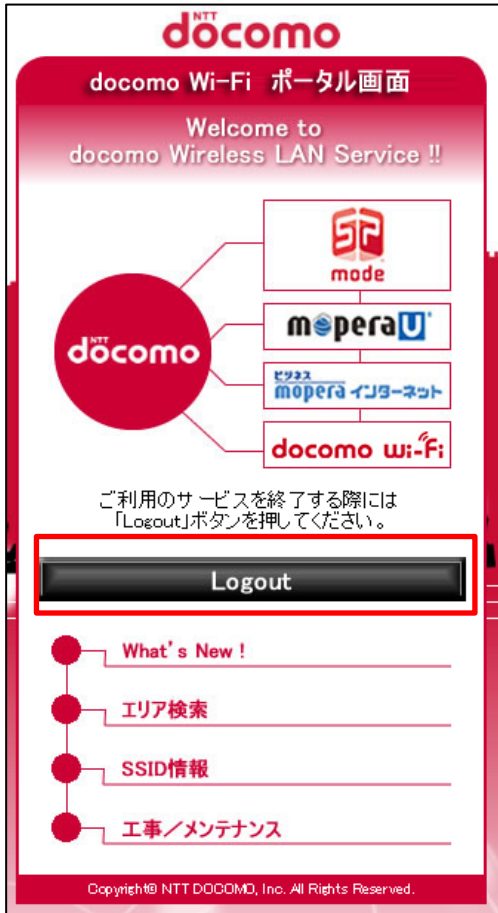 NTT
döcomo
docomo Wi-Fi ポータル画面
Welcome to
docomo Wireless LAN Service !!
SP
mode
NTT
döcomo
mopera U
ビジネス
mopera インターネット
docomo wi-Fi
ご利用のサービスを終了する際には
「Logout」ボタンを押してください。
Logout
What's New !
エリア検索
SSID情報
工事／メンテナンス
Copyright© NTT DOCOMO, Inc. All Rights Reserved.